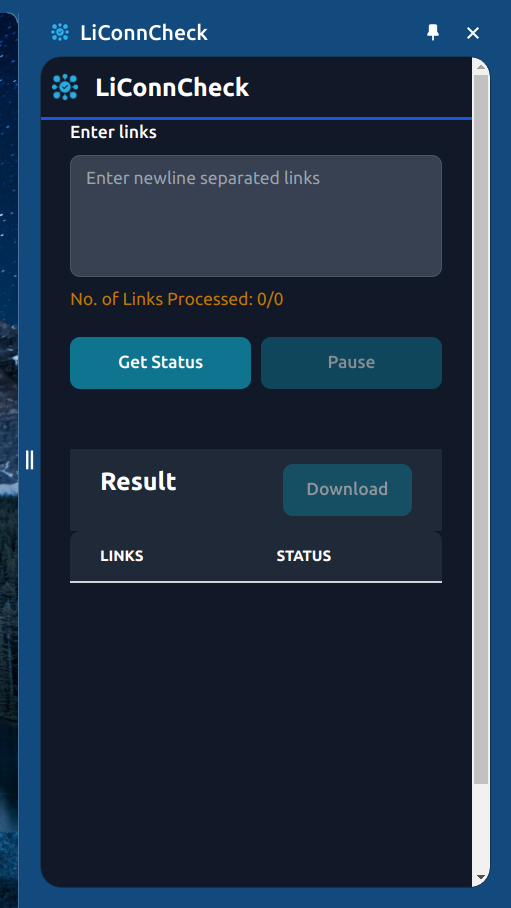 LiConnCheck
LiConnCheck
Enter links
Enter newline separated links
No. of Links Processed: 0/0
Get Status Pause
Result Download
LINKS STATUS